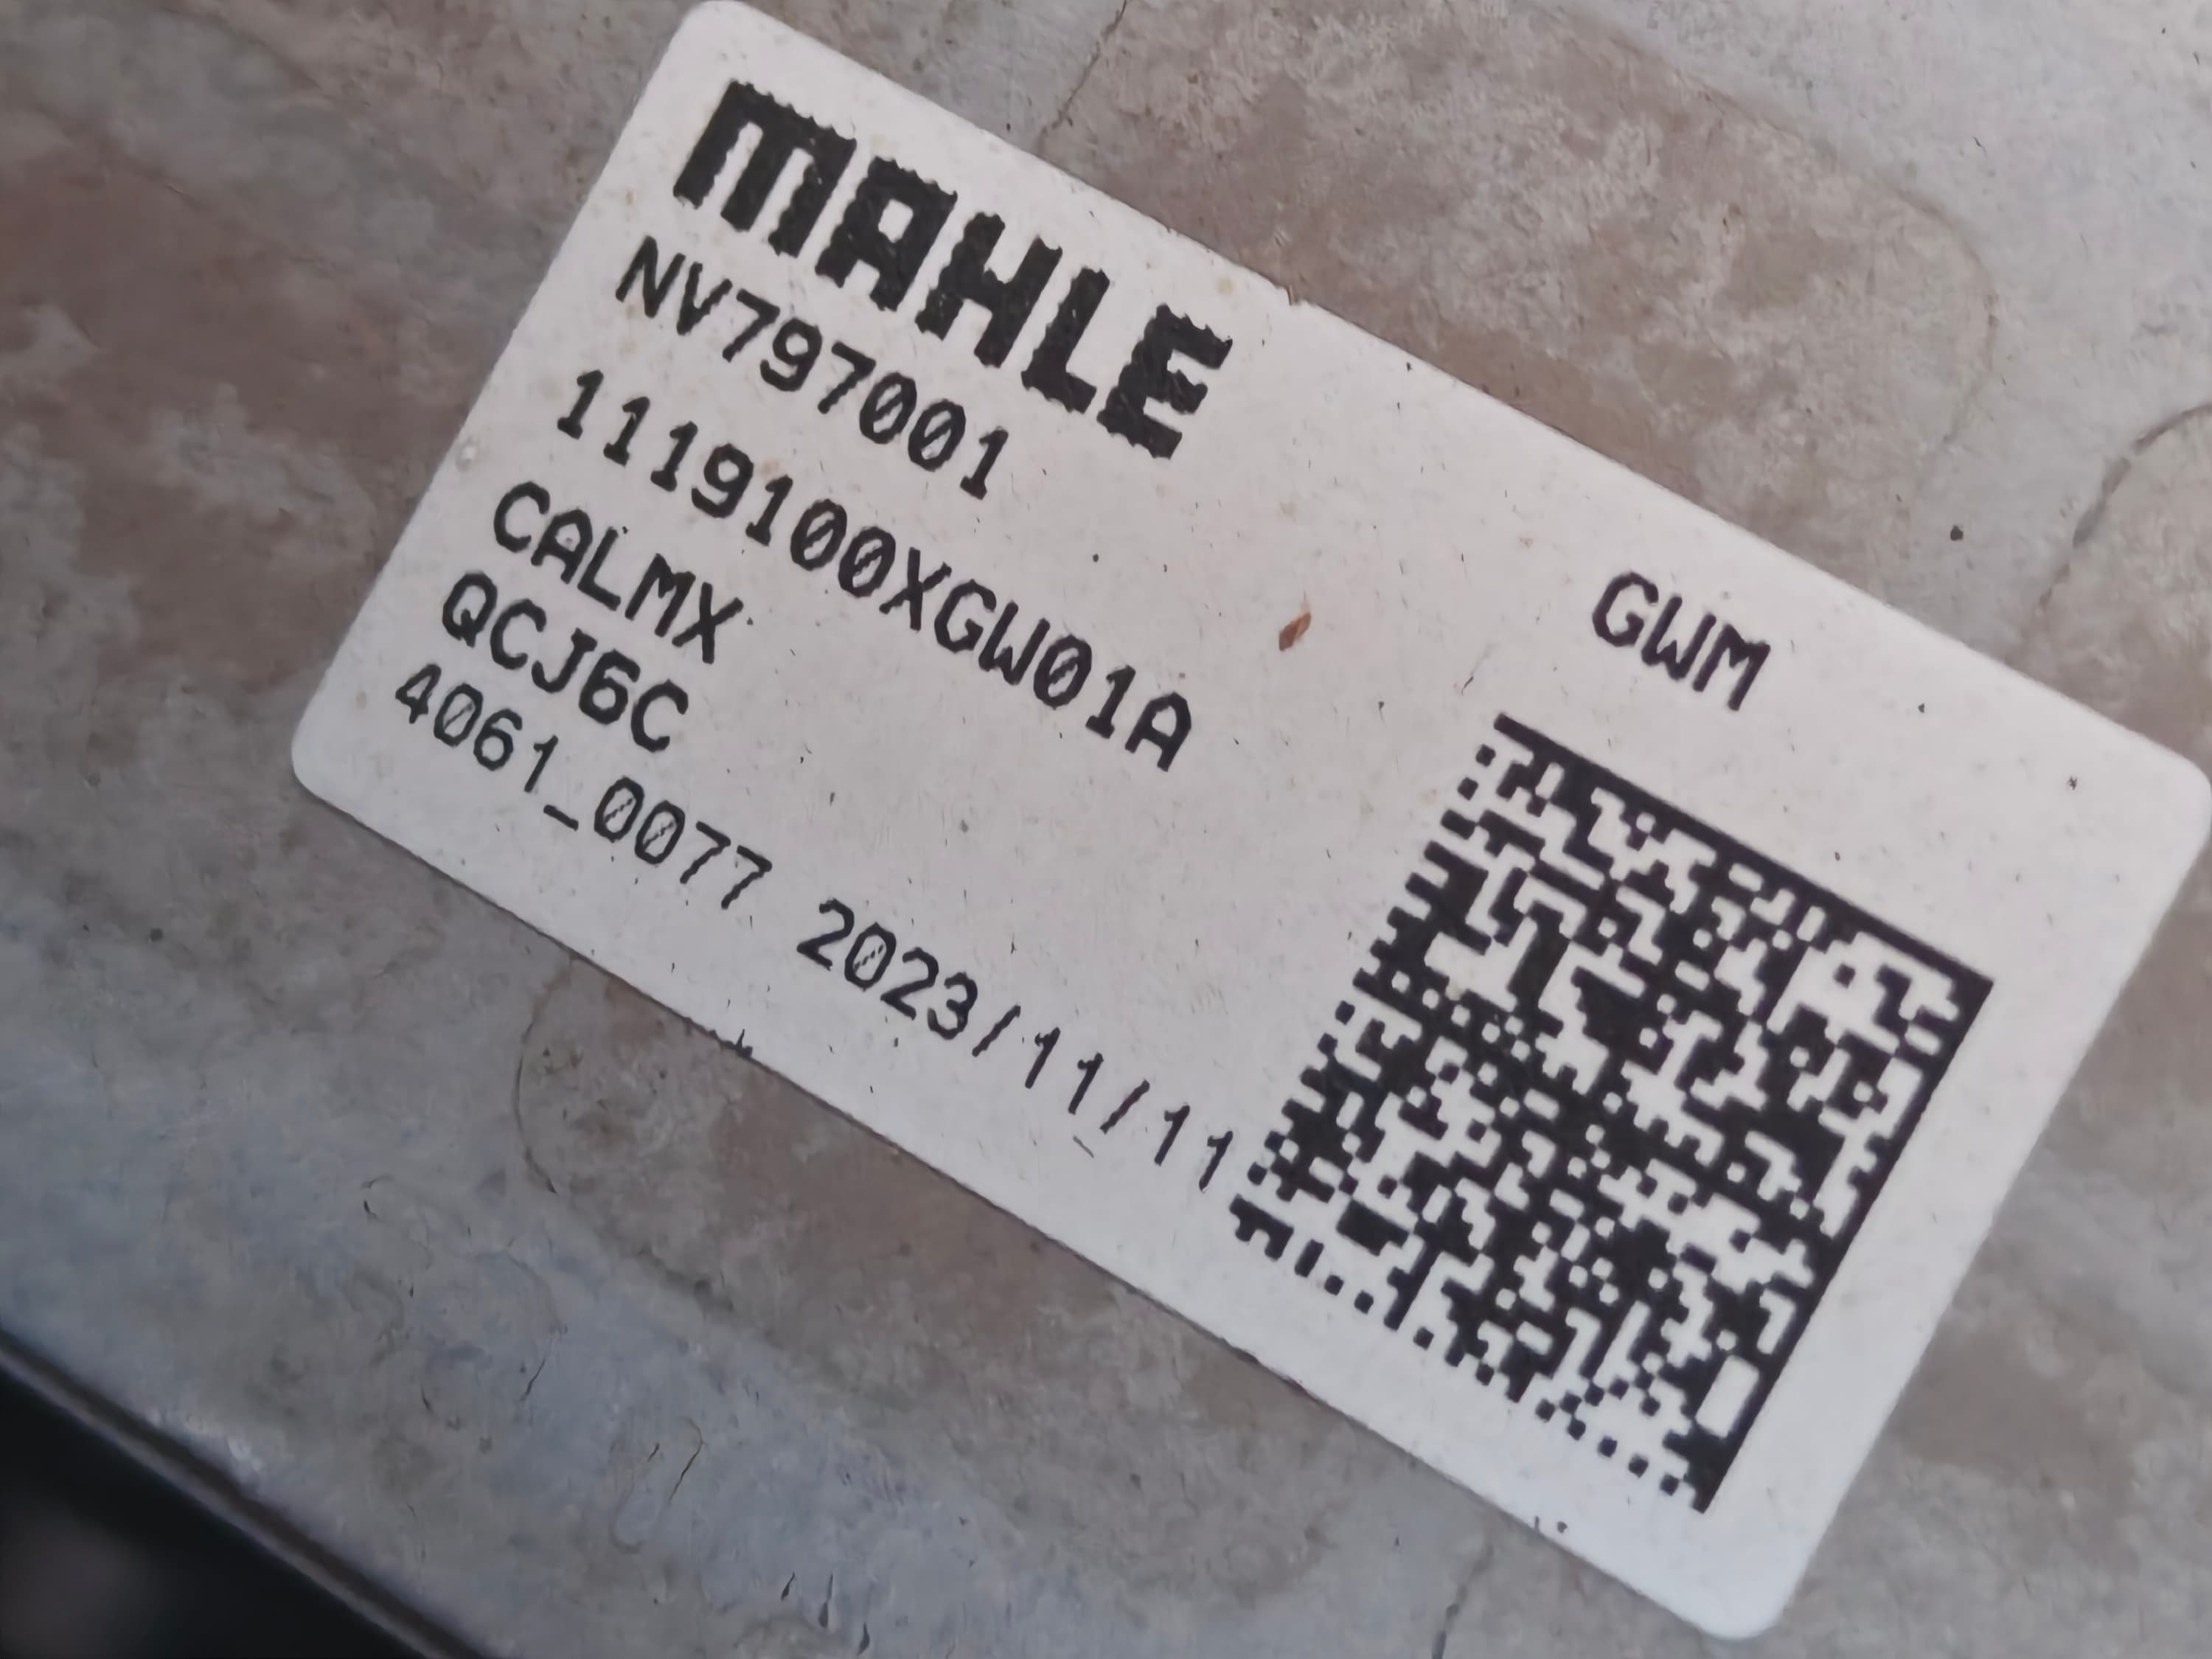 MAHLE
NV797001
1119100XGW01A
GWM
CALMX
QCJ6C
4061_0077 2023/11/11